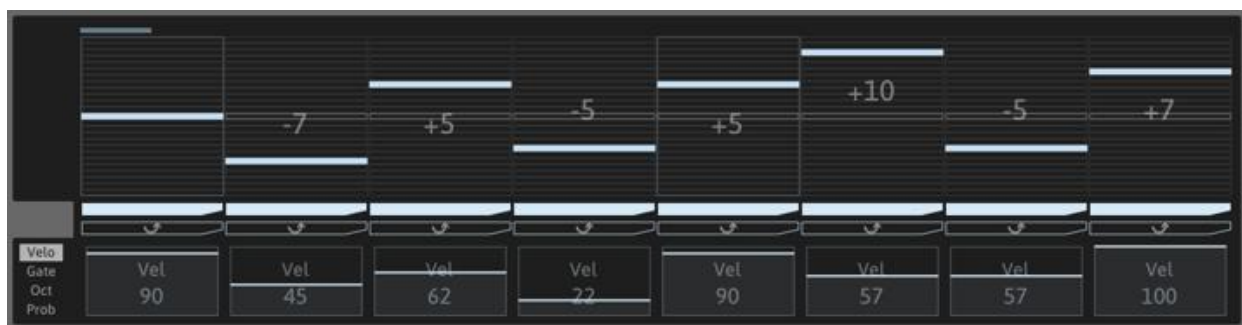 -7 +5 -5 +5 +10 -5 +7
Velo
Gate
Oct
Prob
Vel Vel Vel Vel Vel Vel Vel Vel
90 45 62 22 90 57 57 100